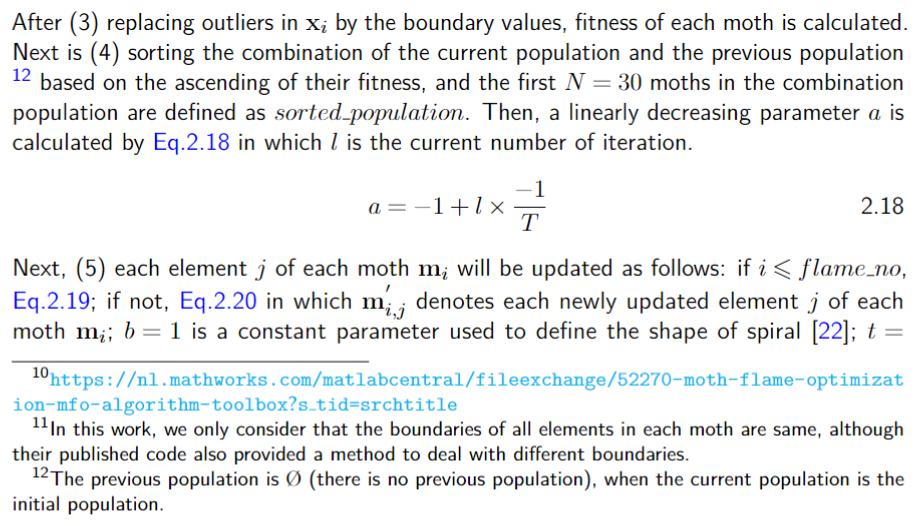 After (3) replacing outliers in xᵢ by the boundary values, fitness of each moth is calculated.
Next is (4) sorting the combination of the current population and the previous population
¹² based on the ascending of their fitness, and the first N = 30 moths in the combination
population are defined as sorted_population. Then, a linearly decreasing parameter a is
calculated by Eq.2.18 in which l is the current number of iteration.
a = −1 + l × −1/T 2.18
Next, (5) each element j of each moth mᵢ will be updated as follows: if i ⩽ flame_no,
Eq.2.19; if not, Eq.2.20 in which m′ᵢ,ⱼ denotes each newly updated element j of each
moth mᵢ; b = 1 is a constant parameter used to define the shape of spiral [22]; t =
¹⁰https://nl.mathworks.com/matlabcentral/fileexchange/52270-moth-flame-optimizat
ion-mfo-algorithm-toolbox?s_tid=srchtitle
¹¹In this work, we only consider that the boundaries of all elements in each moth are same, although
their published code also provided a method to deal with different boundaries.
¹²The previous population is Ø (there is no previous population), when the current population is the
initial population.